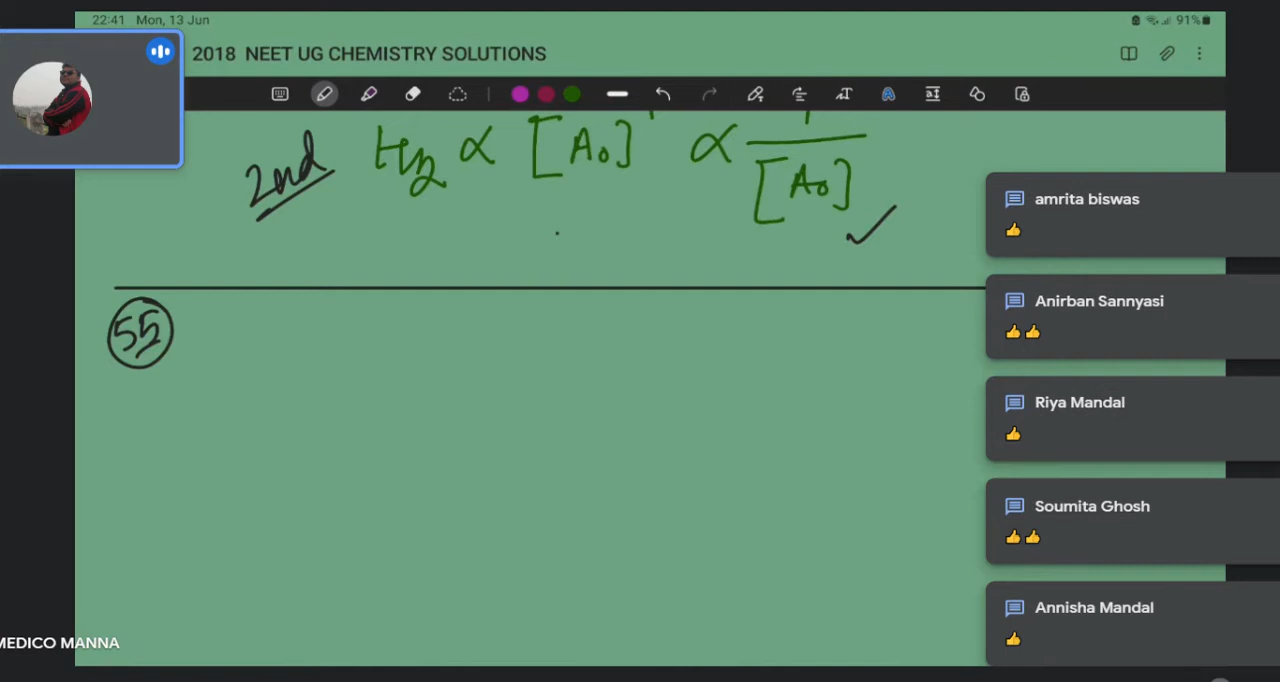 22:41 Mon, 13 Jun
91%
2018 NEET UG CHEMISTRY SOLUTIONS
2nd t1/2 ∝ [A0] ∝ 1/[A0] ✓
55
amrita biswas
👍
Anirban Sannyasi
👍👍
Riya Mandal
👍
Soumita Ghosh
👍👍
Annisha Mandal
👍
MEDICO MANNA